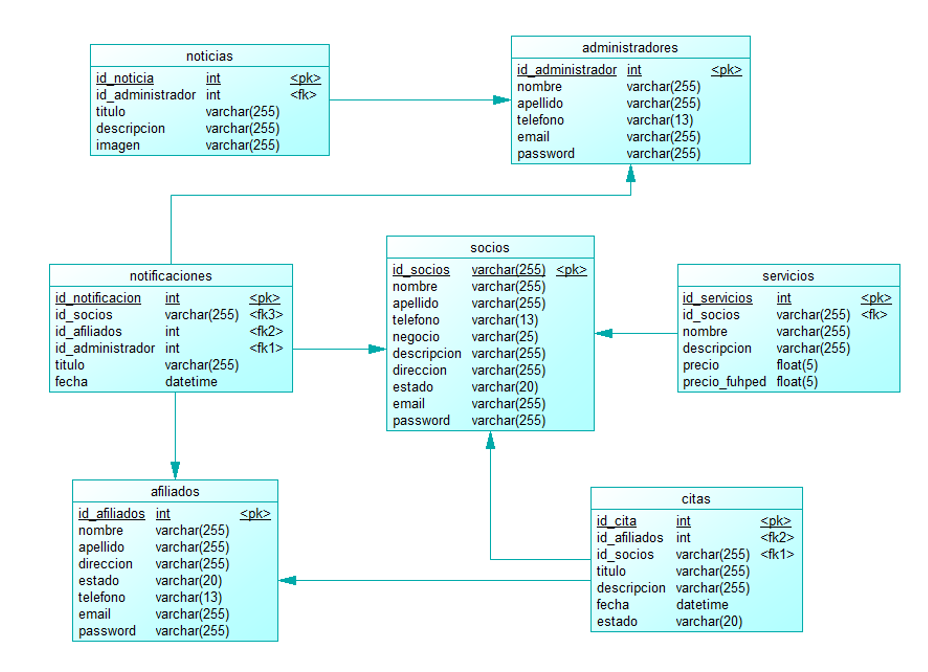 noticias
id_noticia int <pk>
id_administrador int <fk>
titulo varchar(255)
descripcion varchar(255)
imagen varchar(255)
administradores
id_administrador int <pk>
nombre varchar(255)
apellido varchar(255)
telefono varchar(13)
email varchar(255)
password varchar(255)
notificaciones
id_notificacion int <pk>
id_socios varchar(255) <fk3>
id_afiliados int <fk2>
id_administrador int <fk1>
titulo varchar(255)
fecha datetime
socios
id_socios varchar(255) <pk>
nombre varchar(255)
apellido varchar(255)
telefono varchar(13)
negocio varchar(25)
descripcion varchar(255)
direccion varchar(255)
estado varchar(20)
email varchar(255)
password varchar(255)
servicios
id_servicios int <pk>
id_socios varchar(255) <fk>
nombre varchar(255)
descripcion varchar(255)
precio float(5)
precio_fuhped float(5)
afiliados
id_afiliados int <pk>
nombre varchar(255)
apellido varchar(255)
direccion varchar(255)
estado varchar(20)
telefono varchar(13)
email varchar(255)
password varchar(255)
citas
id_cita int <pk>
id_afiliados int <fk2>
id_socios varchar(255) <fk1>
titulo varchar(255)
descripcion varchar(255)
fecha datetime
estado varchar(20)